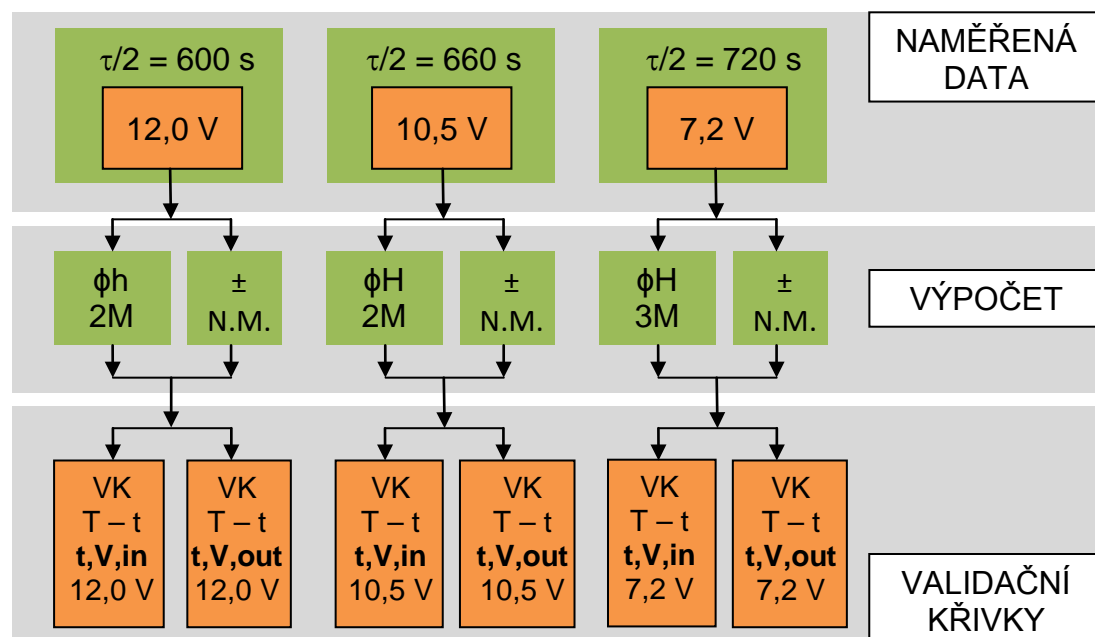 τ/2 = 600 s
τ/2 = 660 s
τ/2 = 720 s
NAMĚŘENÁ
DATA
12,0 V
10,5 V
7,2 V
ϕh
2M
±
N.M.
ϕH
2M
±
N.M.
ϕH
3M
±
N.M.
VÝPOČET
VK
T – t
t,V,in
12,0 V
VK
T – t
t,V,out
12,0 V
VK
T – t
t,V,in
10,5 V
VK
T – t
t,V,out
10,5 V
VK
T – t
t,V,in
7,2 V
VK
T – t
t,V,out
7,2 V
VALIDAČNÍ
KŘIVKY